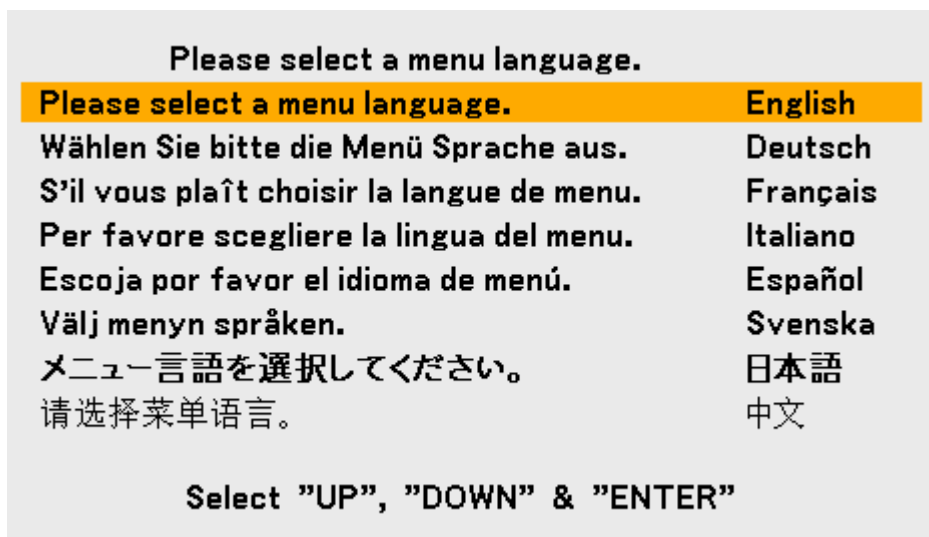 Please select a menu language.
Please select a menu language. English
Wählen Sie bitte die Menü Sprache aus. Deutsch
S'il vous plaît choisir la langue de menu. Français
Per favore scegliere la lingua del menu. Italiano
Escoja por favor el idioma de menú. Español
Välj menyn språken. Svenska
メニュー言語を選択してください。 日本語
请选择菜单语言。 中文
Select ”UP”, ”DOWN” & ”ENTER”